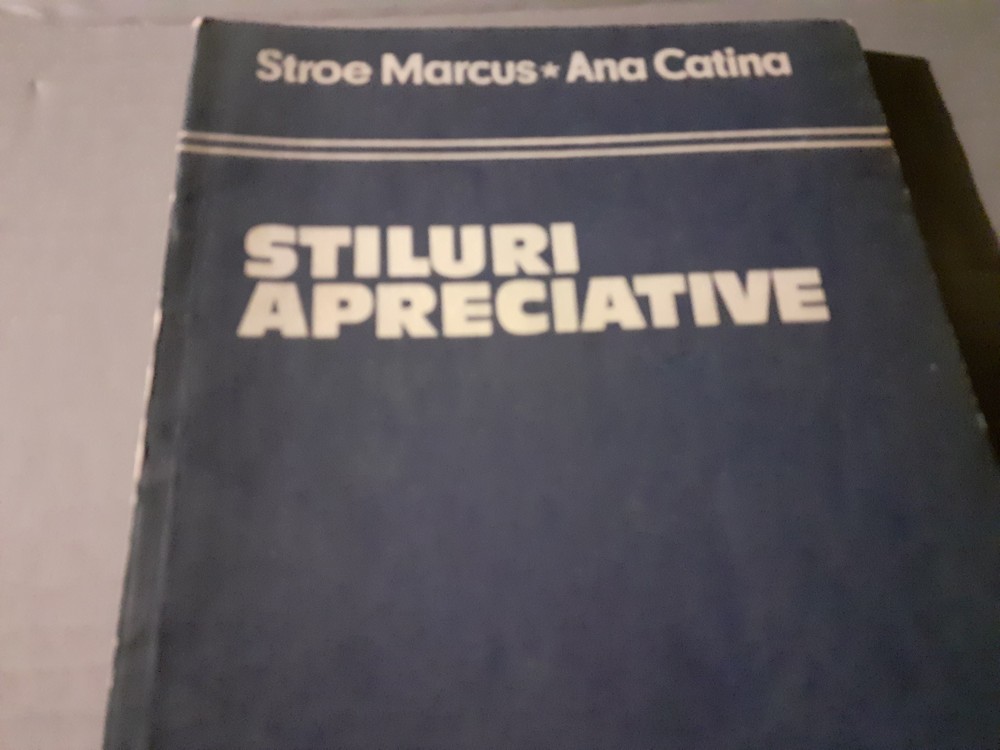 Stroe Marcus★Ana Catina
STILURI
APRECIATIVE